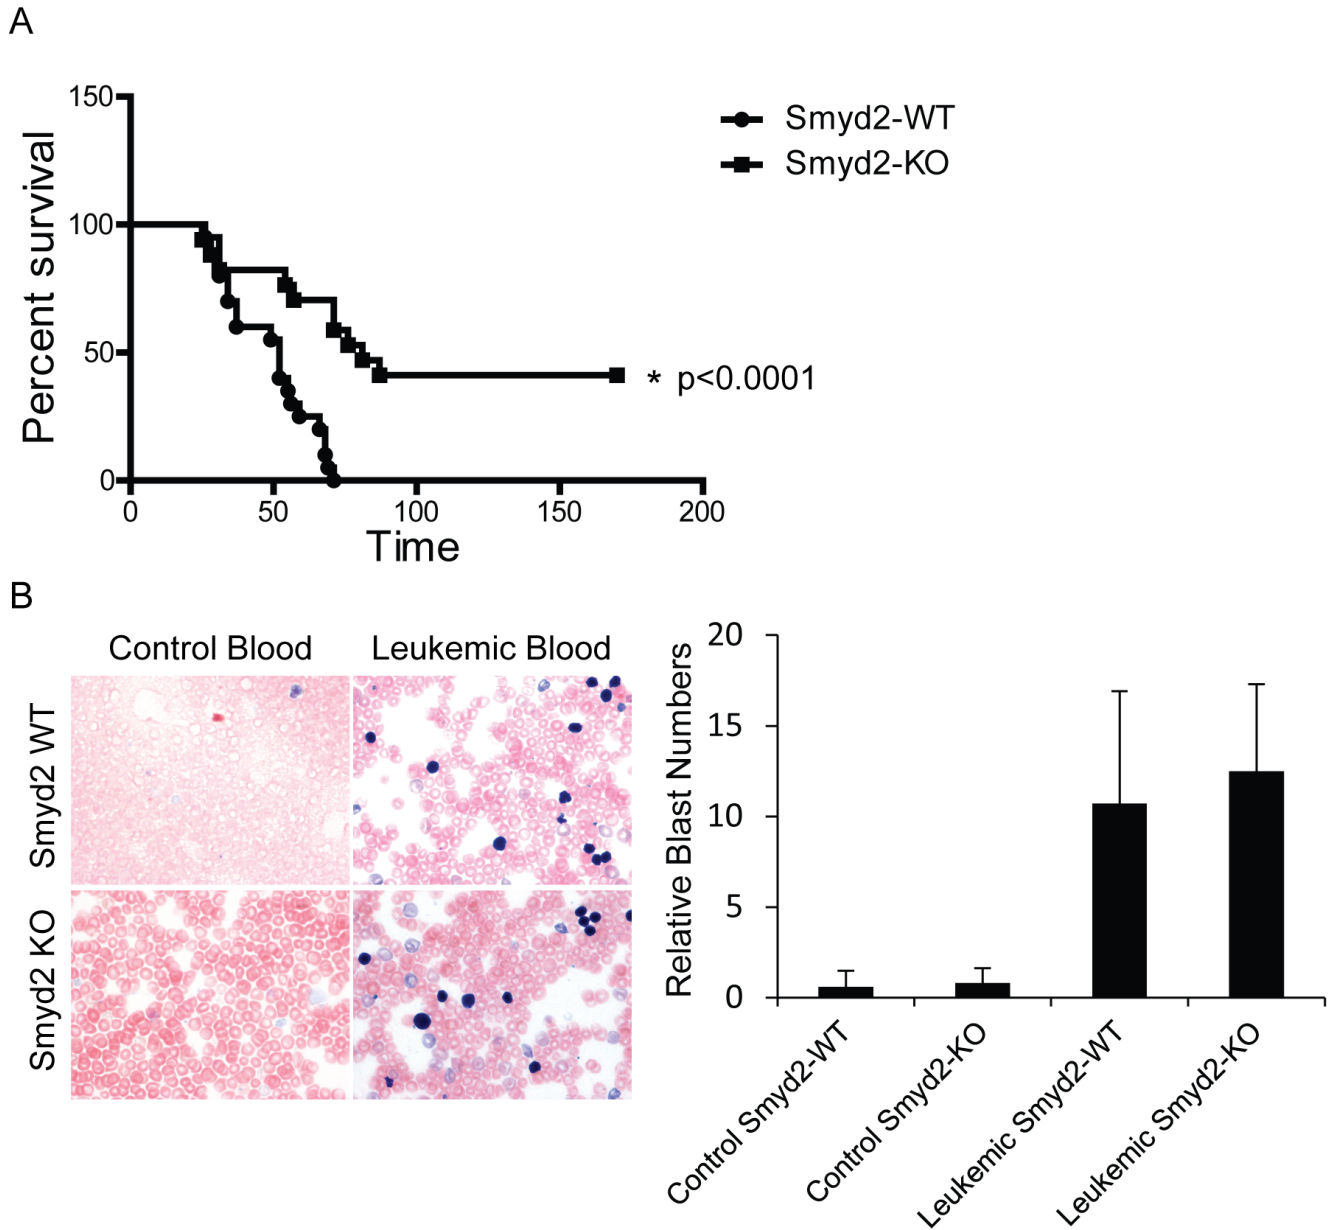 A
150
100
50
0
Percent survival
0
50
100
150
200
Time
Smyd2-WT
Smyd2-KO
* p<0.0001
B
Control Blood
Leukemic Blood
Smyd2 WT
Smyd2 KO
20
15
10
5
0
Relative Blast Numbers
Control Smyd2-WT
Control Smyd2-KO
Leukemic Smyd2-WT
Leukemic Smyd2-KO